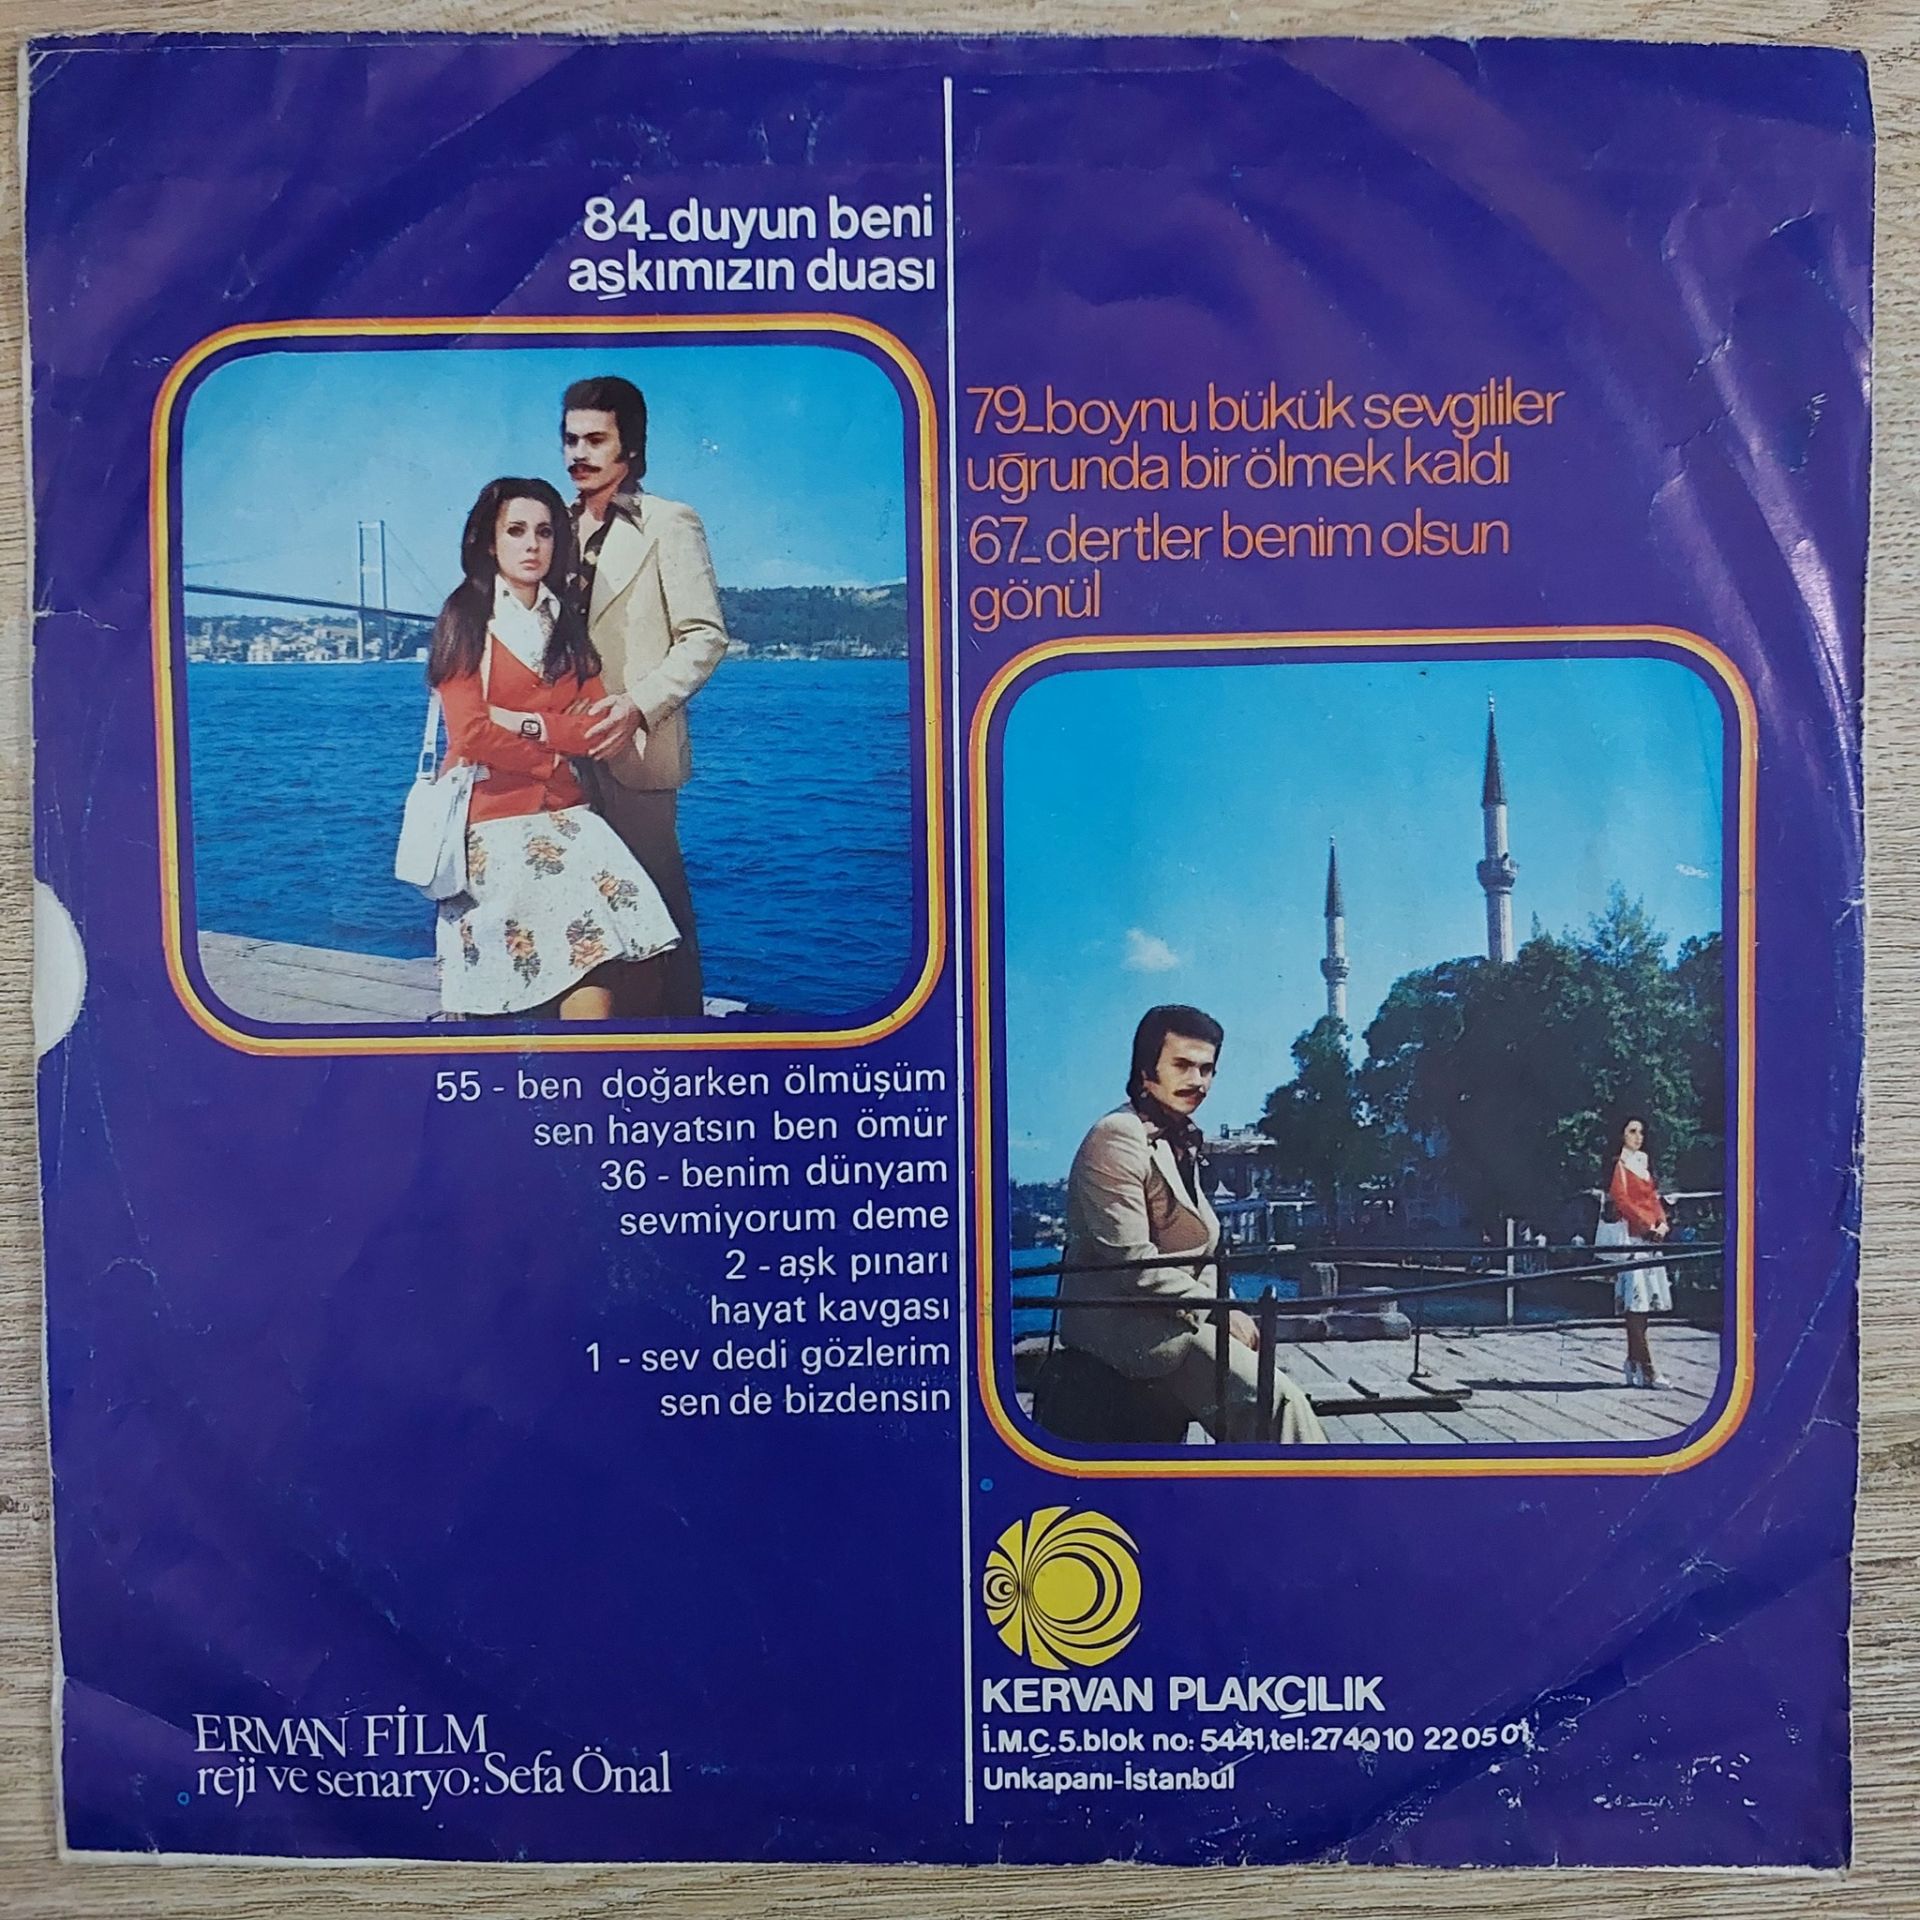 84_duyun beni
aşkımızın duası
55 - ben doğarken ölmüşüm
sen hayatsın ben ömür
36 - benim dünyam
sevmiyorum deme
2 - aşk pınarı
hayat kavgası
1 - sev dedi gözlerim
sen de bizdensin
ERMAN FİLM
reji ve senaryo: Sefa Önal
79_boynu bükük sevgililer
uğrunda bir ölmek kaldı
67_dertler benim olsun
gönül
KERVAN PLAKÇILIK
İ.M.Ç.5.blok no: 5441,tel:274010 220501
Unkapanı-İstanbul